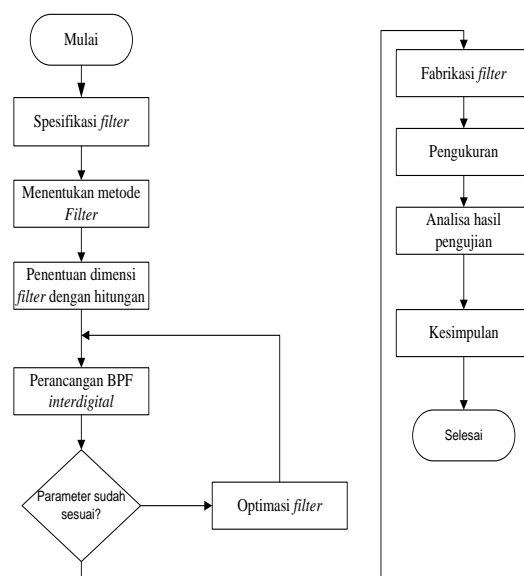 Mulai
Spesifikasi filter
Menentukan metode
Filter
Penentuan dimensi
filter dengan hitungan
Perancangan BPF
interdigital
Parameter sudah
sesuai?
Optimasi filter
Fabrikasi filter
Pengukuran
Analisa hasil
pengujian
Kesimpulan
Selesai